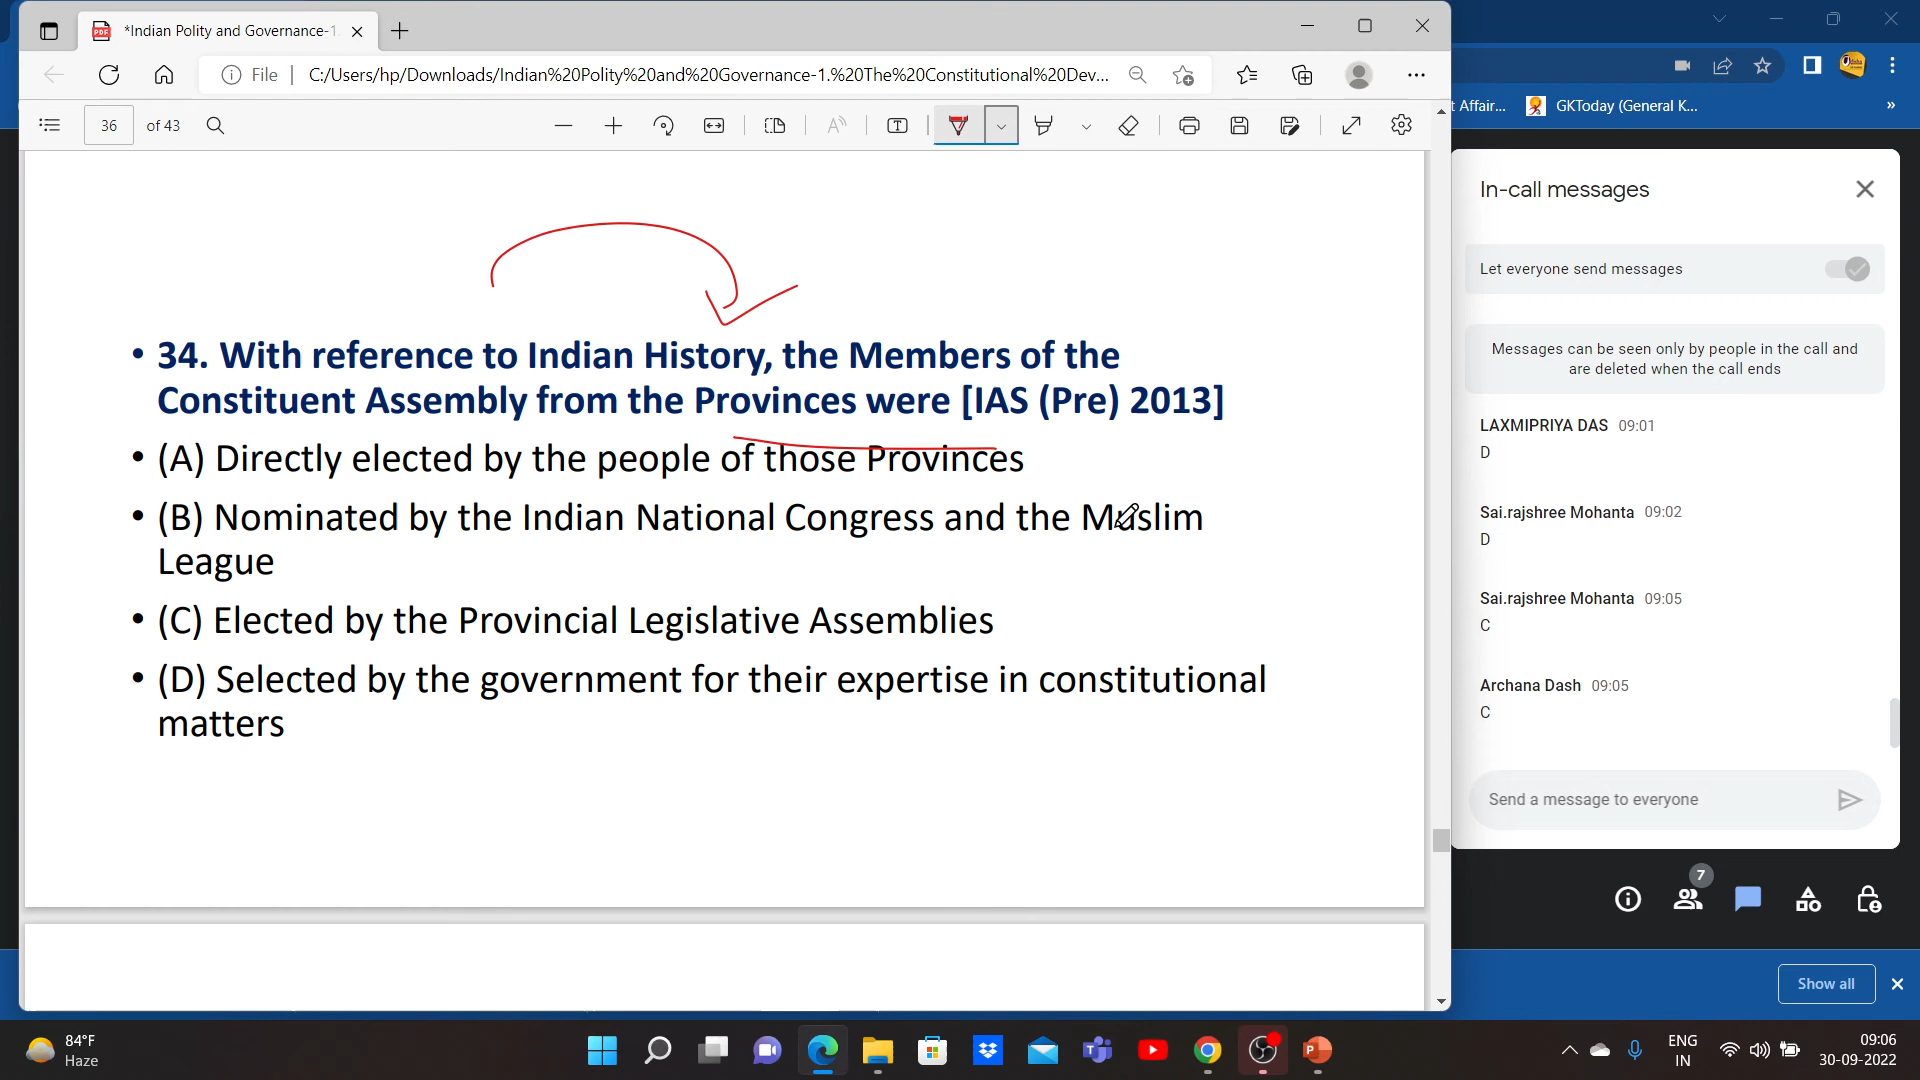 *Indian Polity and Governance-1
File
C:/Users/hp/Downloads/Indian%20Polity%20and%20Governance-1.%20The%20Constitutional%20Dev...
36 of 43
t Affair...
GKToday (General K...
• 34. With reference to Indian History, the Members of the
Constituent Assembly from the Provinces were [IAS (Pre) 2013]
• (A) Directly elected by the people of those Provinces
• (B) Nominated by the Indian National Congress and the Muslim
League
• (C) Elected by the Provincial Legislative Assemblies
• (D) Selected by the government for their expertise in constitutional
matters
In-call messages
Let everyone send messages
Messages can be seen only by people in the call and
are deleted when the call ends
LAXMIPRIYA DAS 09:01
D
Sai.rajshree Mohanta 09:02
D
Sai.rajshree Mohanta 09:05
C
Archana Dash 09:05
C
Send a message to everyone
7
Show all
84°F
Haze
ENG
IN
09:06
30-09-2022